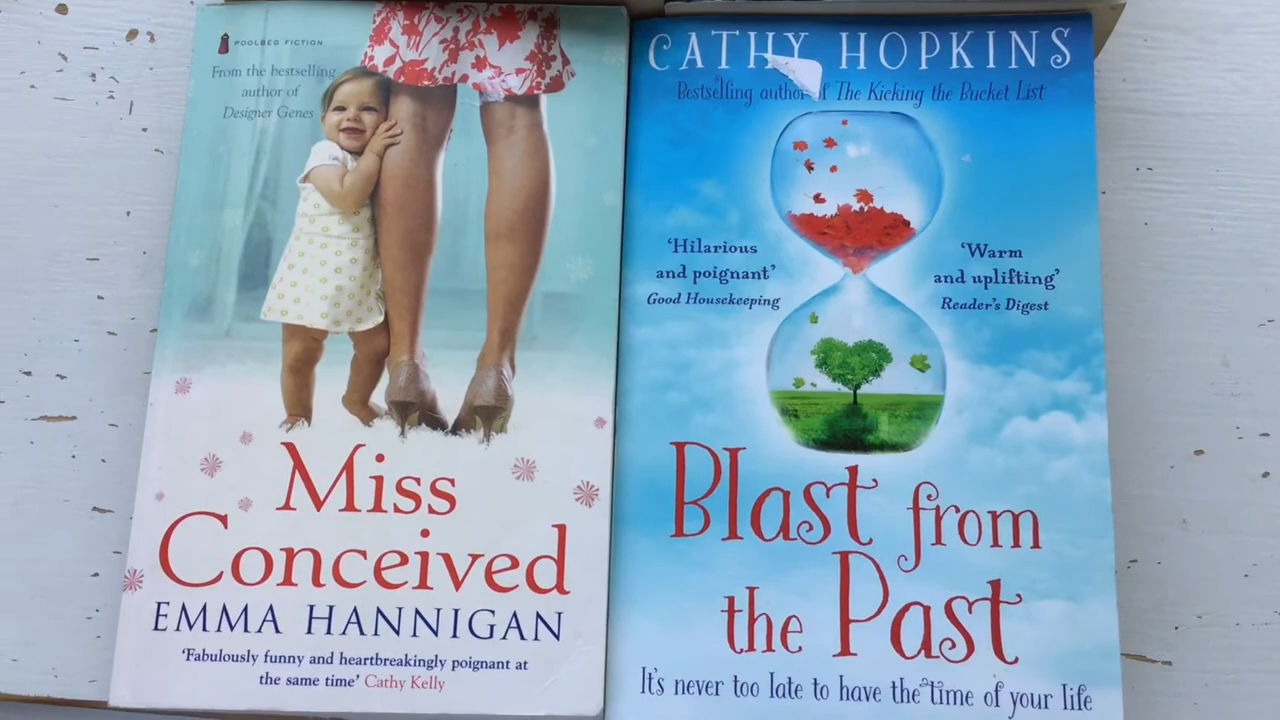 POOLBEG FICTION
From the bestselling
author of
Designer Genes
Miss
Conceived
EMMA HANNIGAN
'Fabulously funny and heartbreakingly poignant at
the same time' Cathy Kelly
CATHY HOPKINS
Bestselling author of The Kicking the Bucket List
'Hilarious
and poignant'
Good Housekeeping
'Warm
and uplifting'
Reader's Digest
Blast from
the Past
It's never too late to have the time of your life